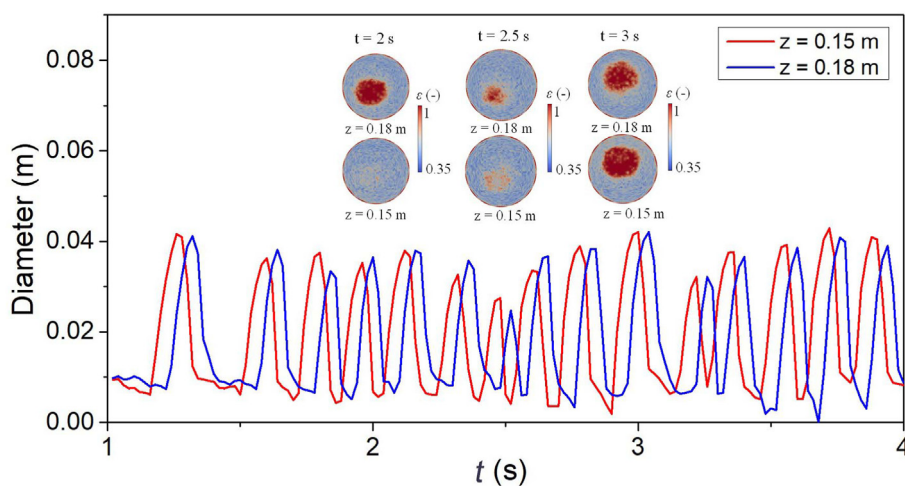 t = 2 s
t = 2.5 s
t = 3 s
z = 0.15 m
z = 0.18 m
ε (-)
1
0.35
z = 0.18 m
z = 0.15 m
ε (-)
1
0.35
z = 0.18 m
z = 0.15 m
ε (-)
1
0.35
z = 0.18 m
z = 0.15 m
Diameter (m)
0.08
0.06
0.04
0.02
0.00
1
2
3
4
t (s)